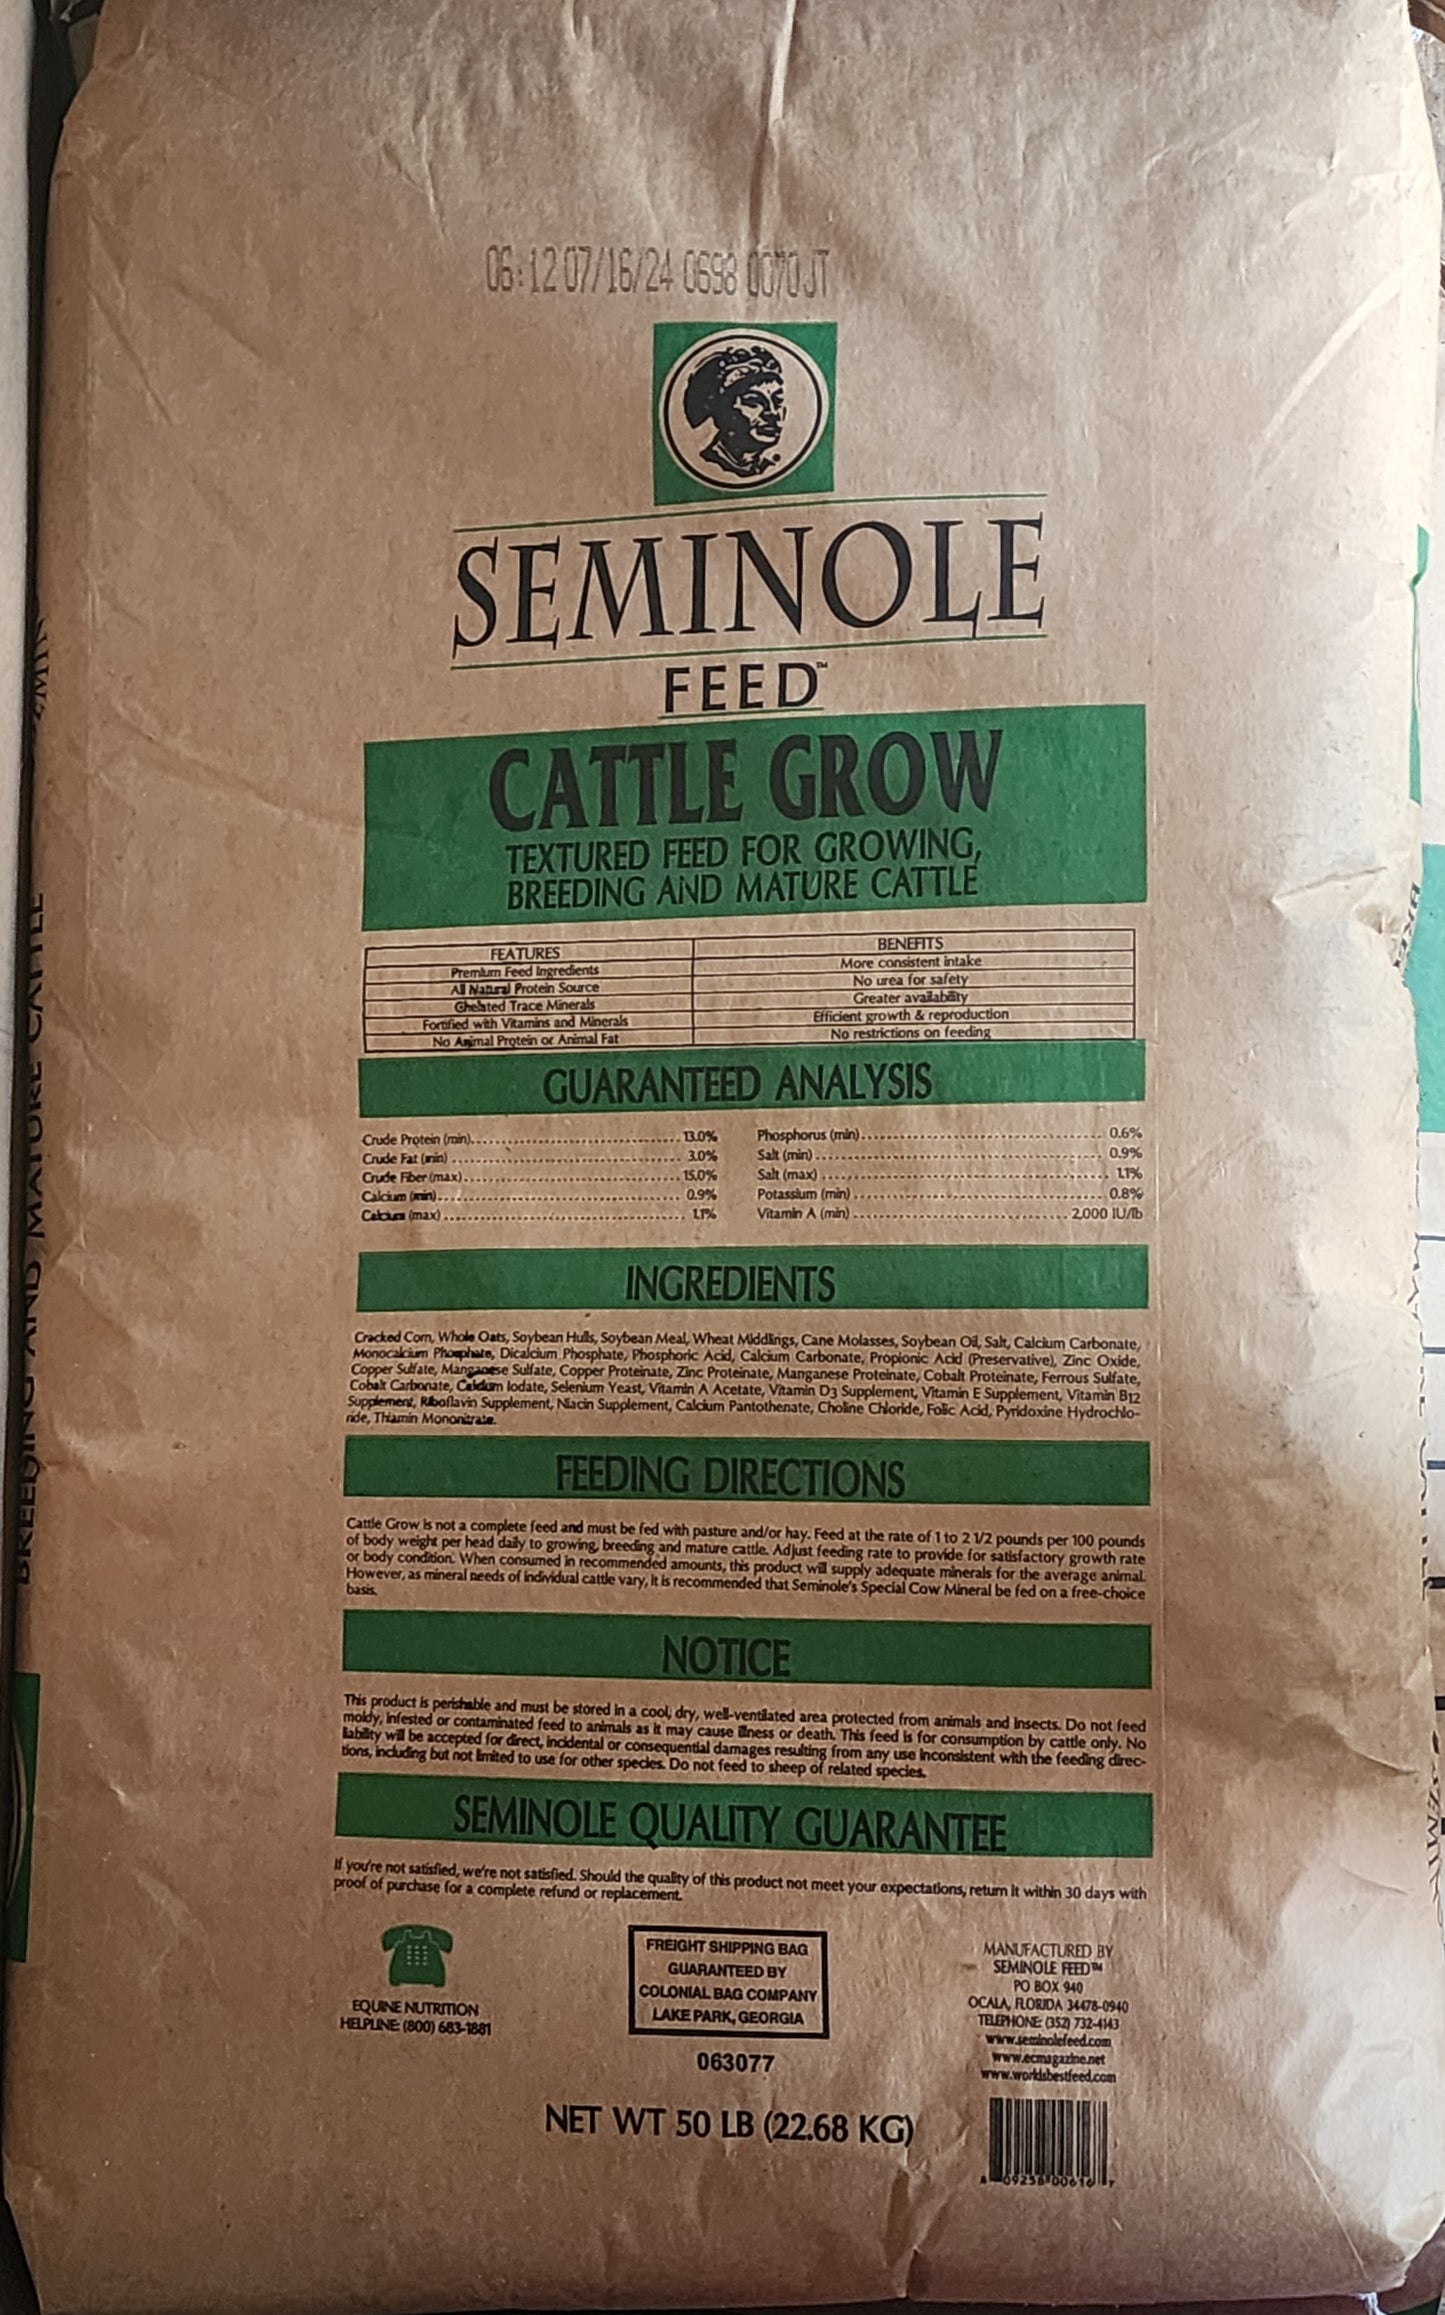 06:12 07/16/24 0698 0070JT
SEMINOLE
FEED™
CATTLE GROW
TEXTURED FEED FOR GROWING,
BREEDING AND MATURE CATTLE
FEATURES BENEFITS
Premium Feed Ingredients More consistent intake
All Natural Protein Source No urea for safety
Chelated Trace Minerals Greater availability
Fortified with Vitamins and Minerals Efficient growth & reproduction
No Animal Protein or Animal Fat No restrictions on feeding
GUARANTEED ANALYSIS
Crude Protein (min) 13.0% Phosphorus (min) 0.6%
Crude Fat (min) 3.0% Salt (min) 0.9%
Crude Fiber (max) 15.0% Salt (max) 1.1%
Calcium (min) 0.9% Potassium (min) 0.8%
Calcium (max) 1.1% Vitamin A (min) 2,000 IU/lb
INGREDIENTS
Cracked Corn, Whole Oats, Soybean Hulls, Soybean Meal, Wheat Middlings, Cane Molasses, Soybean Oil, Salt, Calcium Carbonate,
Monocalcium Phosphate, Dicalcium Phosphate, Phosphoric Acid, Calcium Carbonate, Propionic Acid (Preservative), Zinc Oxide,
Copper Sulfate, Manganese Sulfate, Copper Proteinate, Zinc Proteinate, Manganese Proteinate, Cobalt Proteinate, Ferrous Sulfate,
Cobalt Carbonate, Calcium Iodate, Selenium Yeast, Vitamin A Acetate, Vitamin D3 Supplement, Vitamin E Supplement, Vitamin B12
Supplement, Riboflavin Supplement, Niacin Supplement, Calcium Pantothenate, Choline Chloride, Folic Acid, Pyridoxine Hydrochlo-
ride, Thiamin Mononitrate.
FEEDING DIRECTIONS
Cattle Grow is not a complete feed and must be fed with pasture and/or hay. Feed at the rate of 1 to 2 1/2 pounds per 100 pounds
of body weight per head daily to growing, breeding and mature cattle. Adjust feeding rate to provide for satisfactory growth rate
or body condition. When consumed in recommended amounts, this product will supply adequate minerals for the average animal.
However, as mineral needs of individual cattle vary, it is recommended that Seminole's Special Cow Mineral be fed on a free-choice
basis.
NOTICE
This product is perishable and must be stored in a cool, dry, well-ventilated area protected from animals and insects. Do not feed
moldy, infested or contaminated feed to animals as it may cause illness or death. This feed is for consumption by cattle only. No
liability will be accepted for direct, incidental or consequential damages resulting from any use inconsistent with the feeding direc-
tions, including but not limited to use for other species. Do not feed to sheep of related species.
SEMINOLE QUALITY GUARANTEE
If you're not satisfied, we're not satisfied. Should the quality of this product not meet your expectations, return it within 30 days with
proof of purchase for a complete refund or replacement.
EQUINE NUTRITION
HELPLINE: (800) 683-1881
FREIGHT SHIPPING BAG
GUARANTEED BY
COLONIAL BAG COMPANY
LAKE PARK, GEORGIA
063077
MANUFACTURED BY
SEMINOLE FEED™
PO BOX 940
OCALA, FLORIDA 34478-0940
TELEPHONE: (352) 732-4143
www.seminolefeed.com
www.ecmagazine.net
www.worldsbestfeed.com
NET WT 50 LB (22.68 KG)
8 09258 00616 7
BREEDING AND MATURE CATTLE